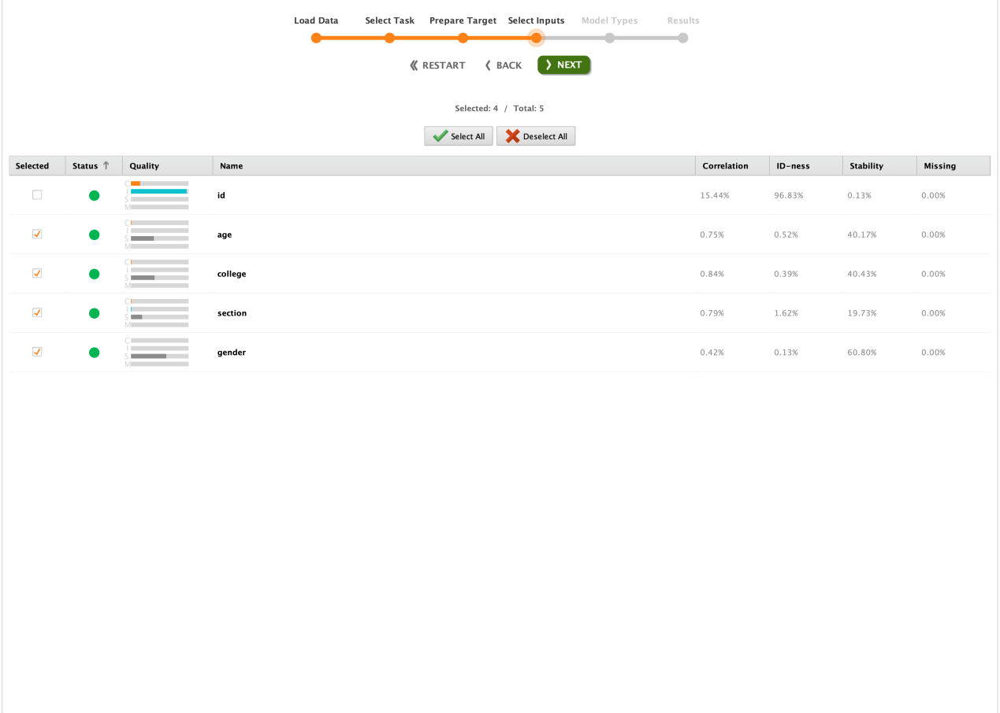 Load Data Select Task Prepare Target Select Inputs Model Types Results
RESTART BACK NEXT
Selected: 4 / Total: 5
Select All Deselect All
Selected Status Quality Name Correlation ID-ness Stability Missing
C
I
S
M
id 15.44% 96.83% 0.13% 0.00%
C
I
S
M
age 0.75% 0.52% 40.17% 0.00%
C
I
S
M
college 0.84% 0.39% 40.43% 0.00%
C
I
S
M
section 0.79% 1.62% 19.73% 0.00%
C
I
S
M
gender 0.42% 0.13% 60.80% 0.00%